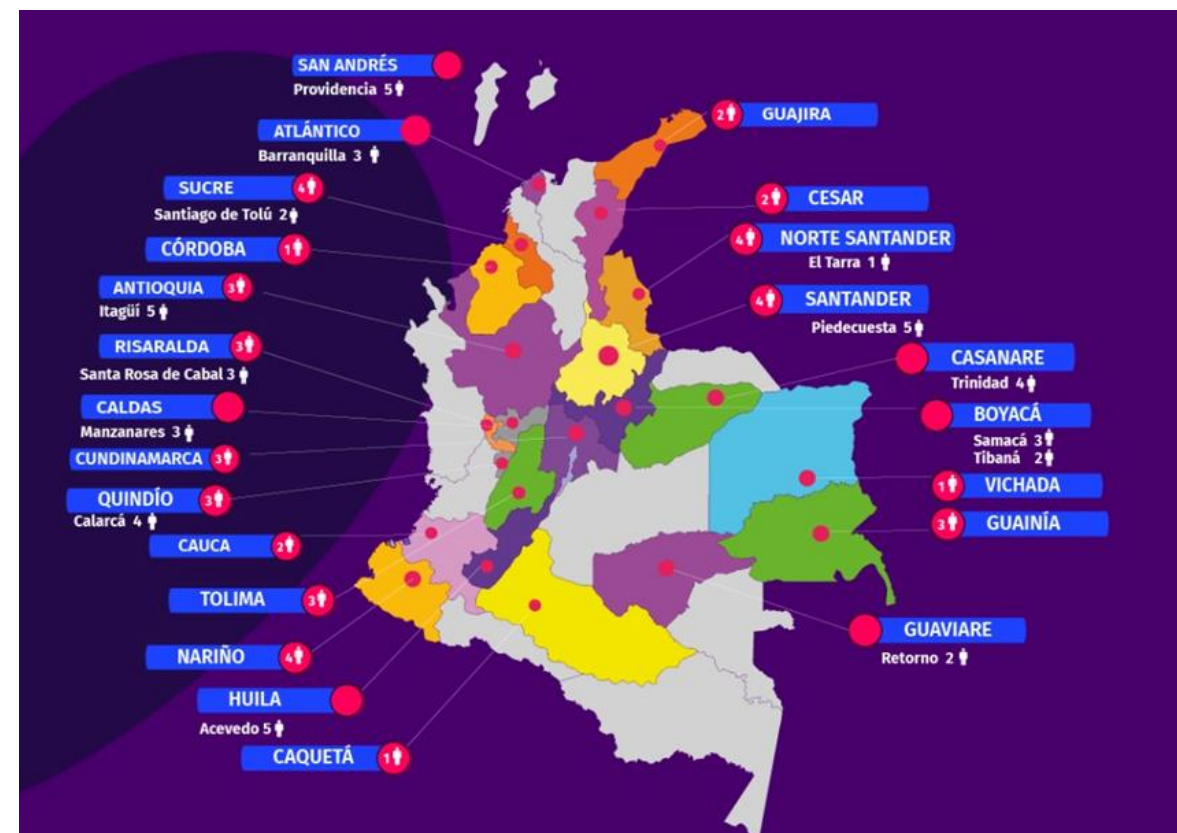 SAN ANDRÉS
Providencia 5
ATLÁNTICO
Barranquilla 3
SUCRE 4
Santiago de Tolú 2
CÓRDOBA 1
ANTIOQUIA 3
Itagüí 5
RISARALDA 3
Santa Rosa de Cabal 3
CALDAS
Manzanares 3
CUNDINAMARCA 3
QUINDÍO 3
Calarcá 4
CAUCA 2
TOLIMA 3
NARIÑO 4
HUILA
Acevedo 5
CAQUETÁ 1
2 GUAJIRA
2 CESAR
4 NORTE SANTANDER
El Tarra 1
4 SANTANDER
Piedecuesta 5
CASANARE
Trinidad 4
BOYACÁ
Samacá 3
Tibaná 2
1 VICHADA
3 GUAINÍA
GUAVIARE
Retorno 2